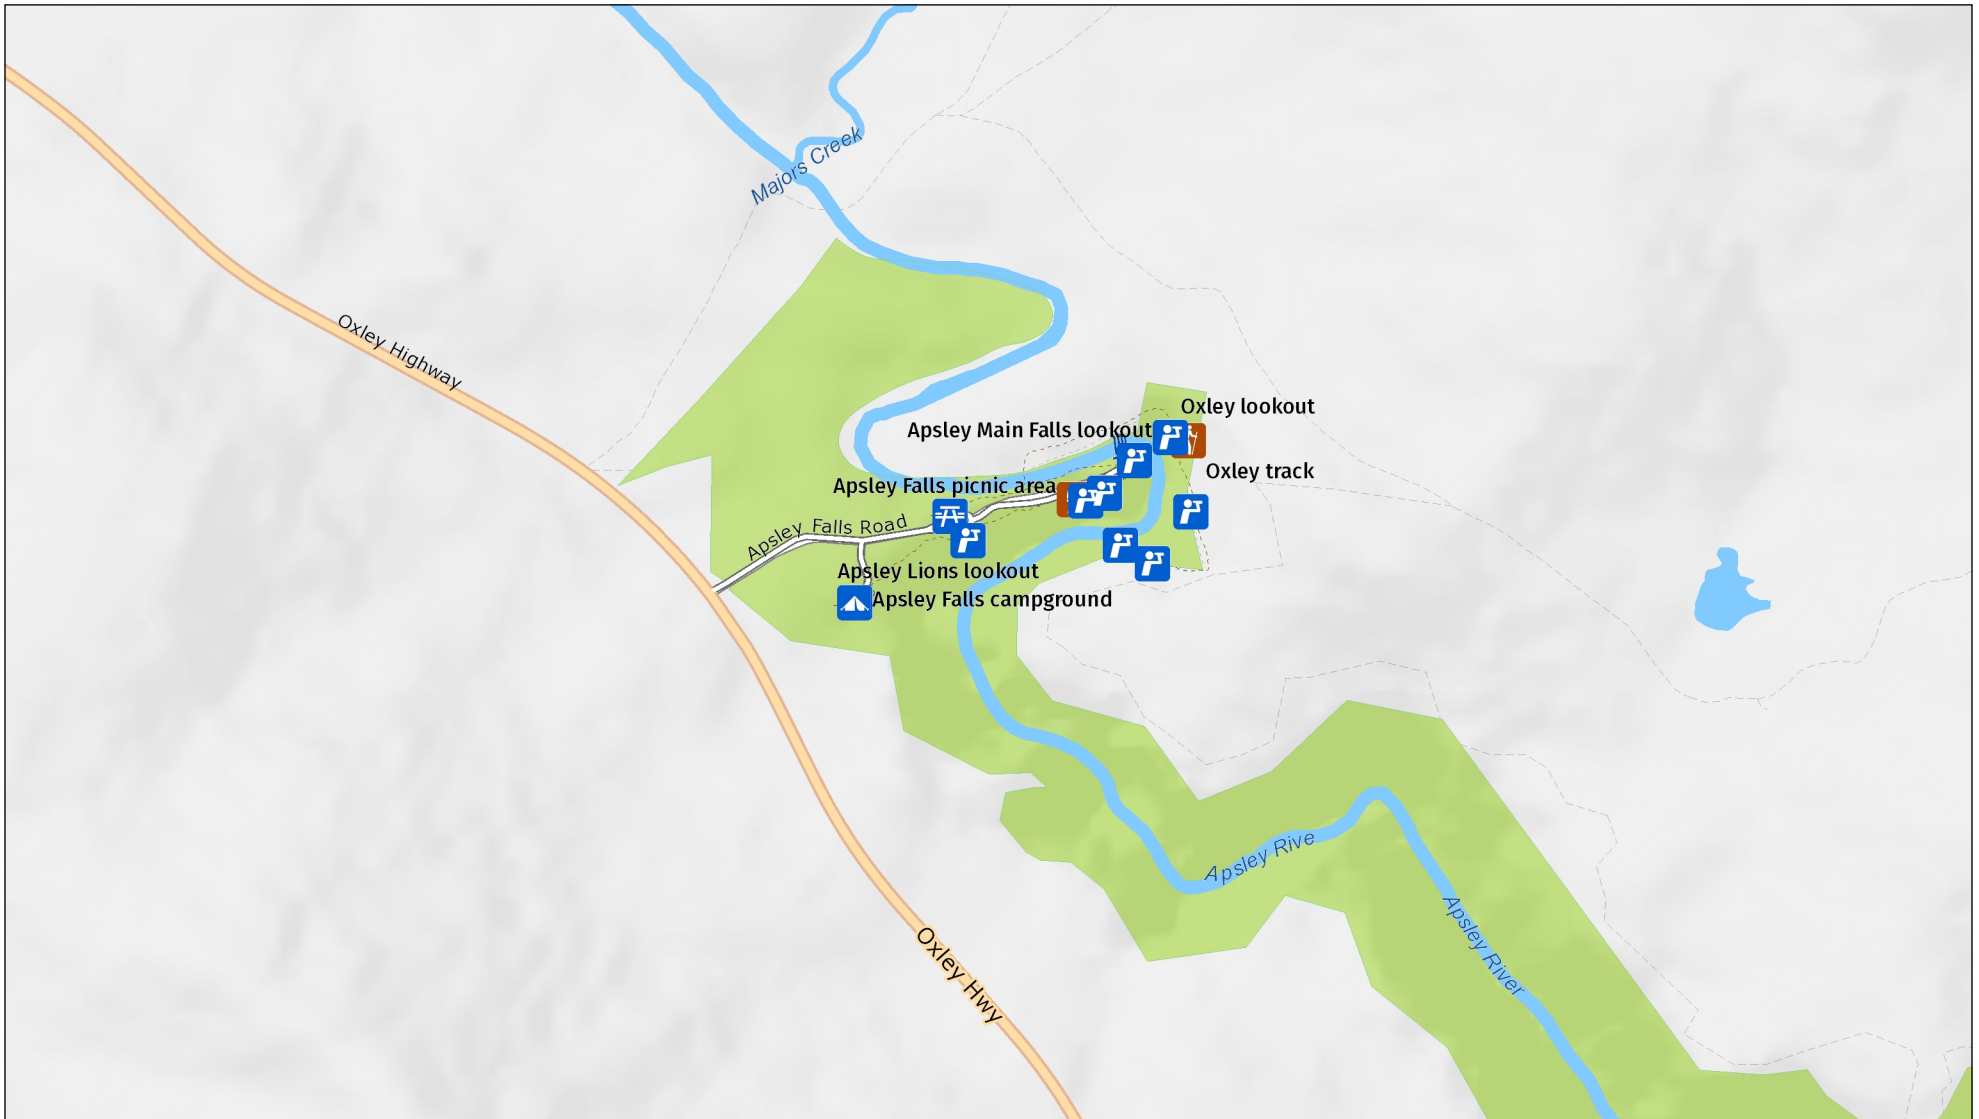 Majors Creek
Oxley Highway
Oxley lookout
Apsley Main Falls lookout
Oxley track
Apsley Falls picnic area
Apsley Falls Road
Apsley Lions lookout
Apsley Falls campground
Apsley Rive
Apsley River
Oxley Hwy